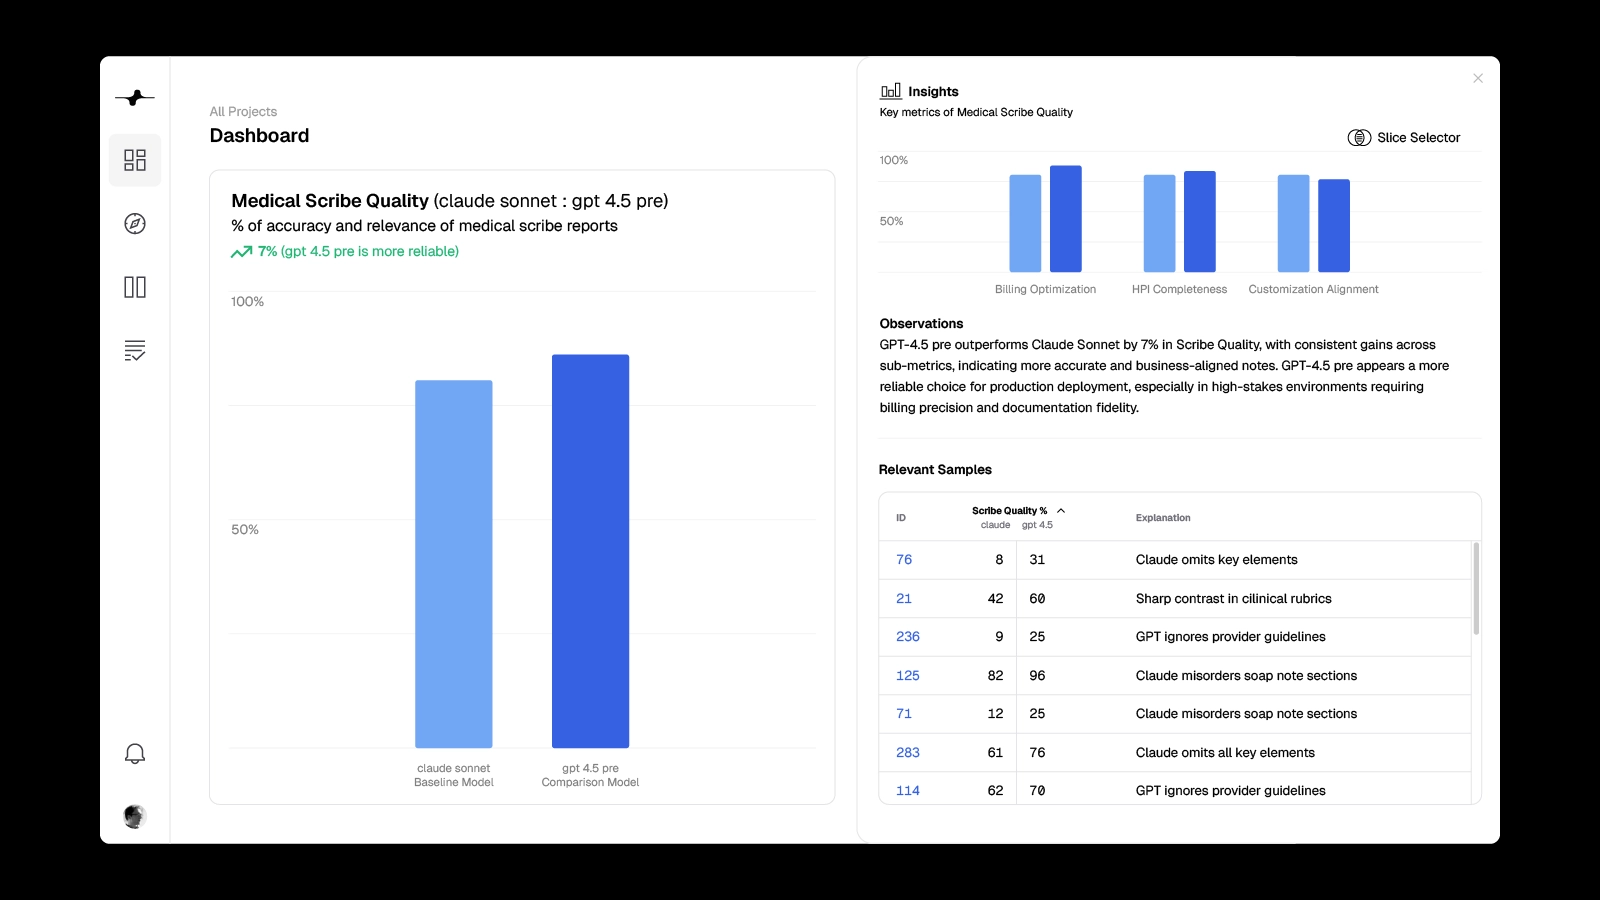 All Projects
Dashboard
Medical Scribe Quality (claude sonnet : gpt 4.5 pre)
% of accuracy and relevance of medical scribe reports
7% (gpt 4.5 pre is more reliable)
100%
50%
claude sonnet
Baseline Model
gpt 4.5 pre
Comparison Model
Insights
Key metrics of Medical Scribe Quality
Slice Selector
100%
50%
Billing Optimization
HPI Completeness
Customization Alignment
Observations
GPT-4.5 pre outperforms Claude Sonnet by 7% in Scribe Quality, with consistent gains across
sub-metrics, indicating more accurate and business-aligned notes. GPT-4.5 pre appears a more
reliable choice for production deployment, especially in high-stakes environments requiring
billing precision and documentation fidelity.
Relevant Samples
ID Scribe Quality % Explanation
claude gpt 4.5
76 8 31 Claude omits key elements
21 42 60 Sharp contrast in cilinical rubrics
236 9 25 GPT ignores provider guidelines
125 82 96 Claude misorders soap note sections
71 12 25 Claude misorders soap note sections
283 61 76 Claude omits all key elements
114 62 70 GPT ignores provider guidelines